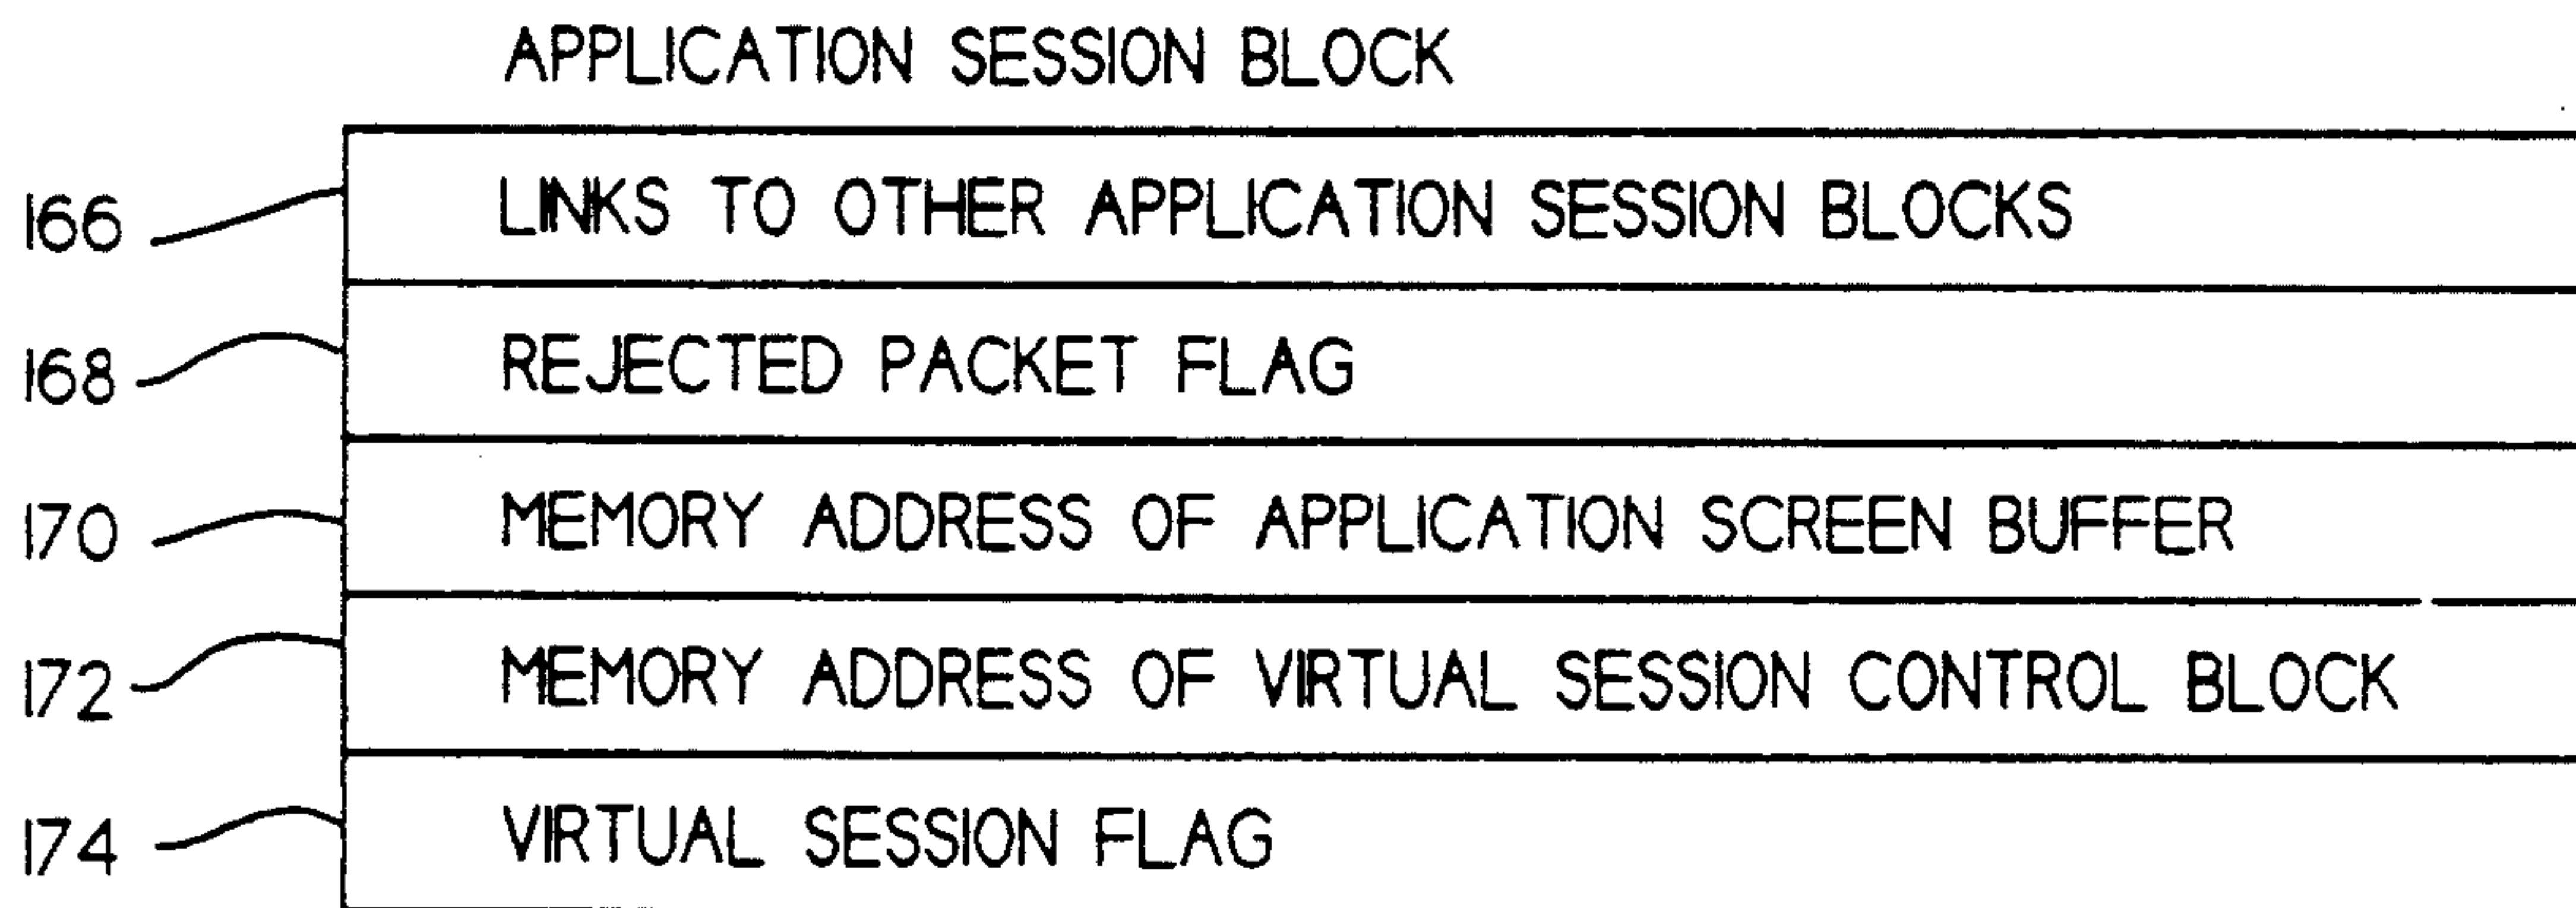 APPLICATION SESSION BLOCK
166 LINKS TO OTHER APPLICATION SESSION BLOCKS
168 REJECTED PACKET FLAG
170 MEMORY ADDRESS OF APPLICATION SCREEN BUFFER
172 MEMORY ADDRESS OF VIRTUAL SESSION CONTROL BLOCK
174 VIRTUAL SESSION FLAG